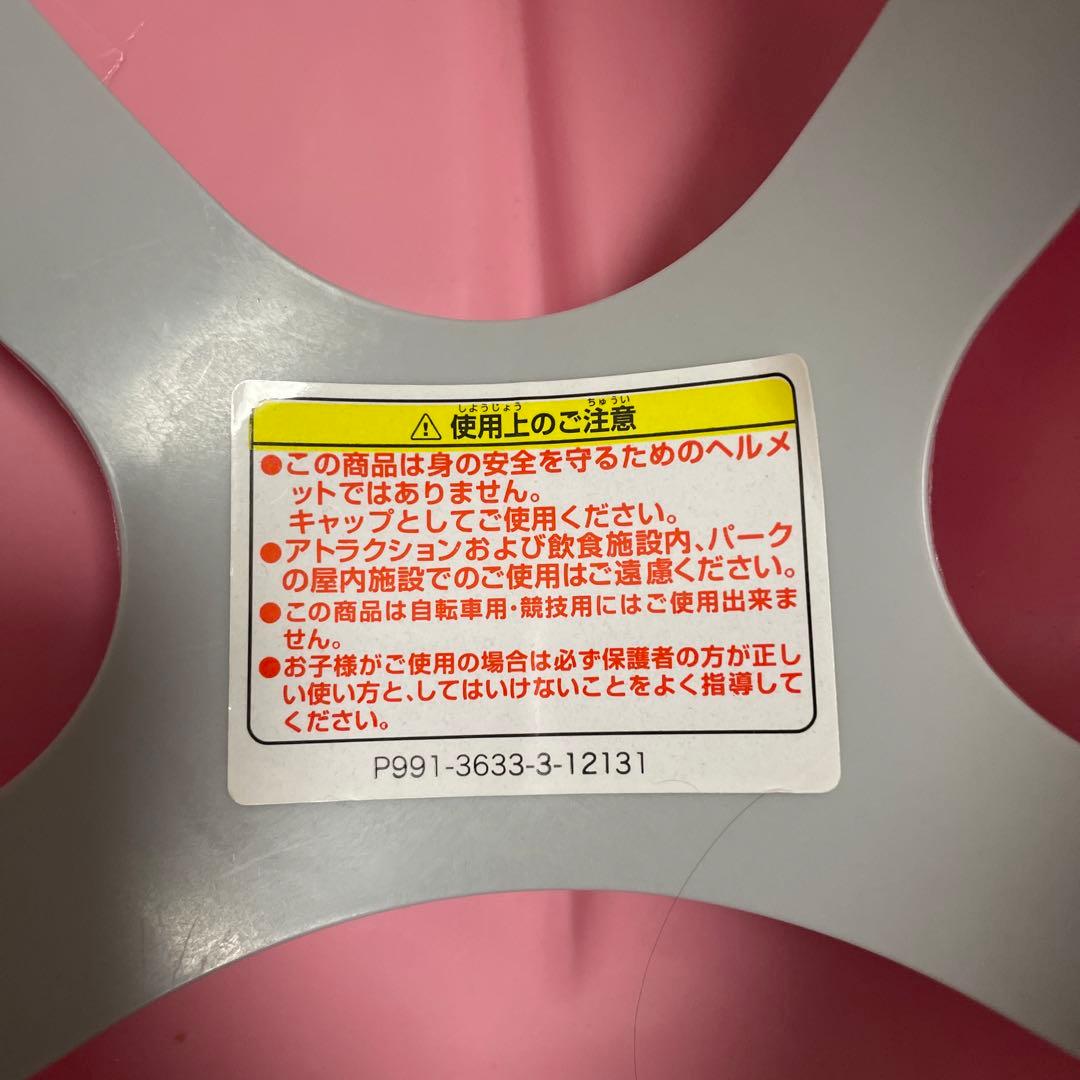 しようじょう ちゅうい
⚠ 使用上のご注意
●この商品は身の安全を守るためのヘルメ
ットではありません。
キャップとしてご使用ください。
●アトラクションおよび飲食施設内、パーク
の屋内施設でのご使用はご遠慮ください。
●この商品は自転車用・競技用にはご使用出来ま
せん。
●お子様がご使用の場合は必ず保護者の方が正し
い使い方と、してはいけないことをよく指導して
ください。
P991-3633-3-12131